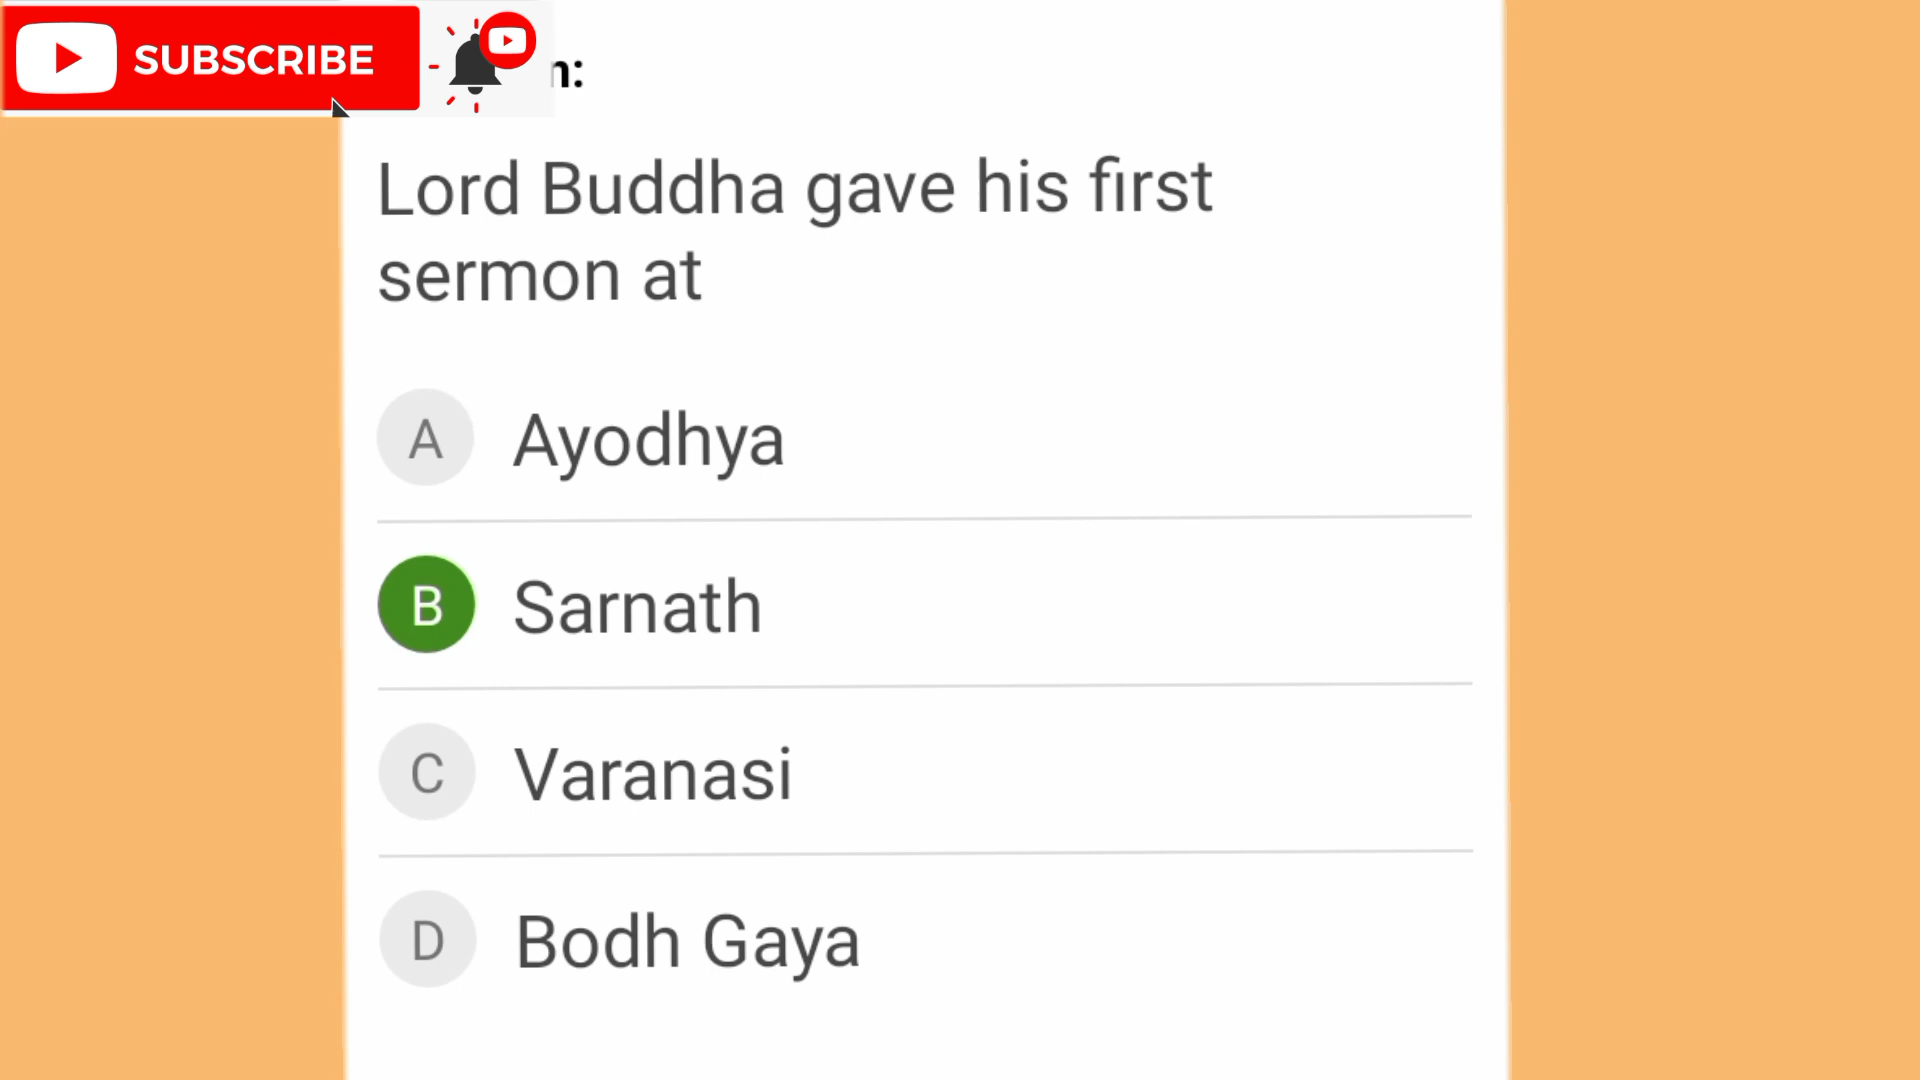 SUBSCRIBE
Lord Buddha gave his first
sermon at
A Ayodhya
B Sarnath
C Varanasi
D Bodh Gaya